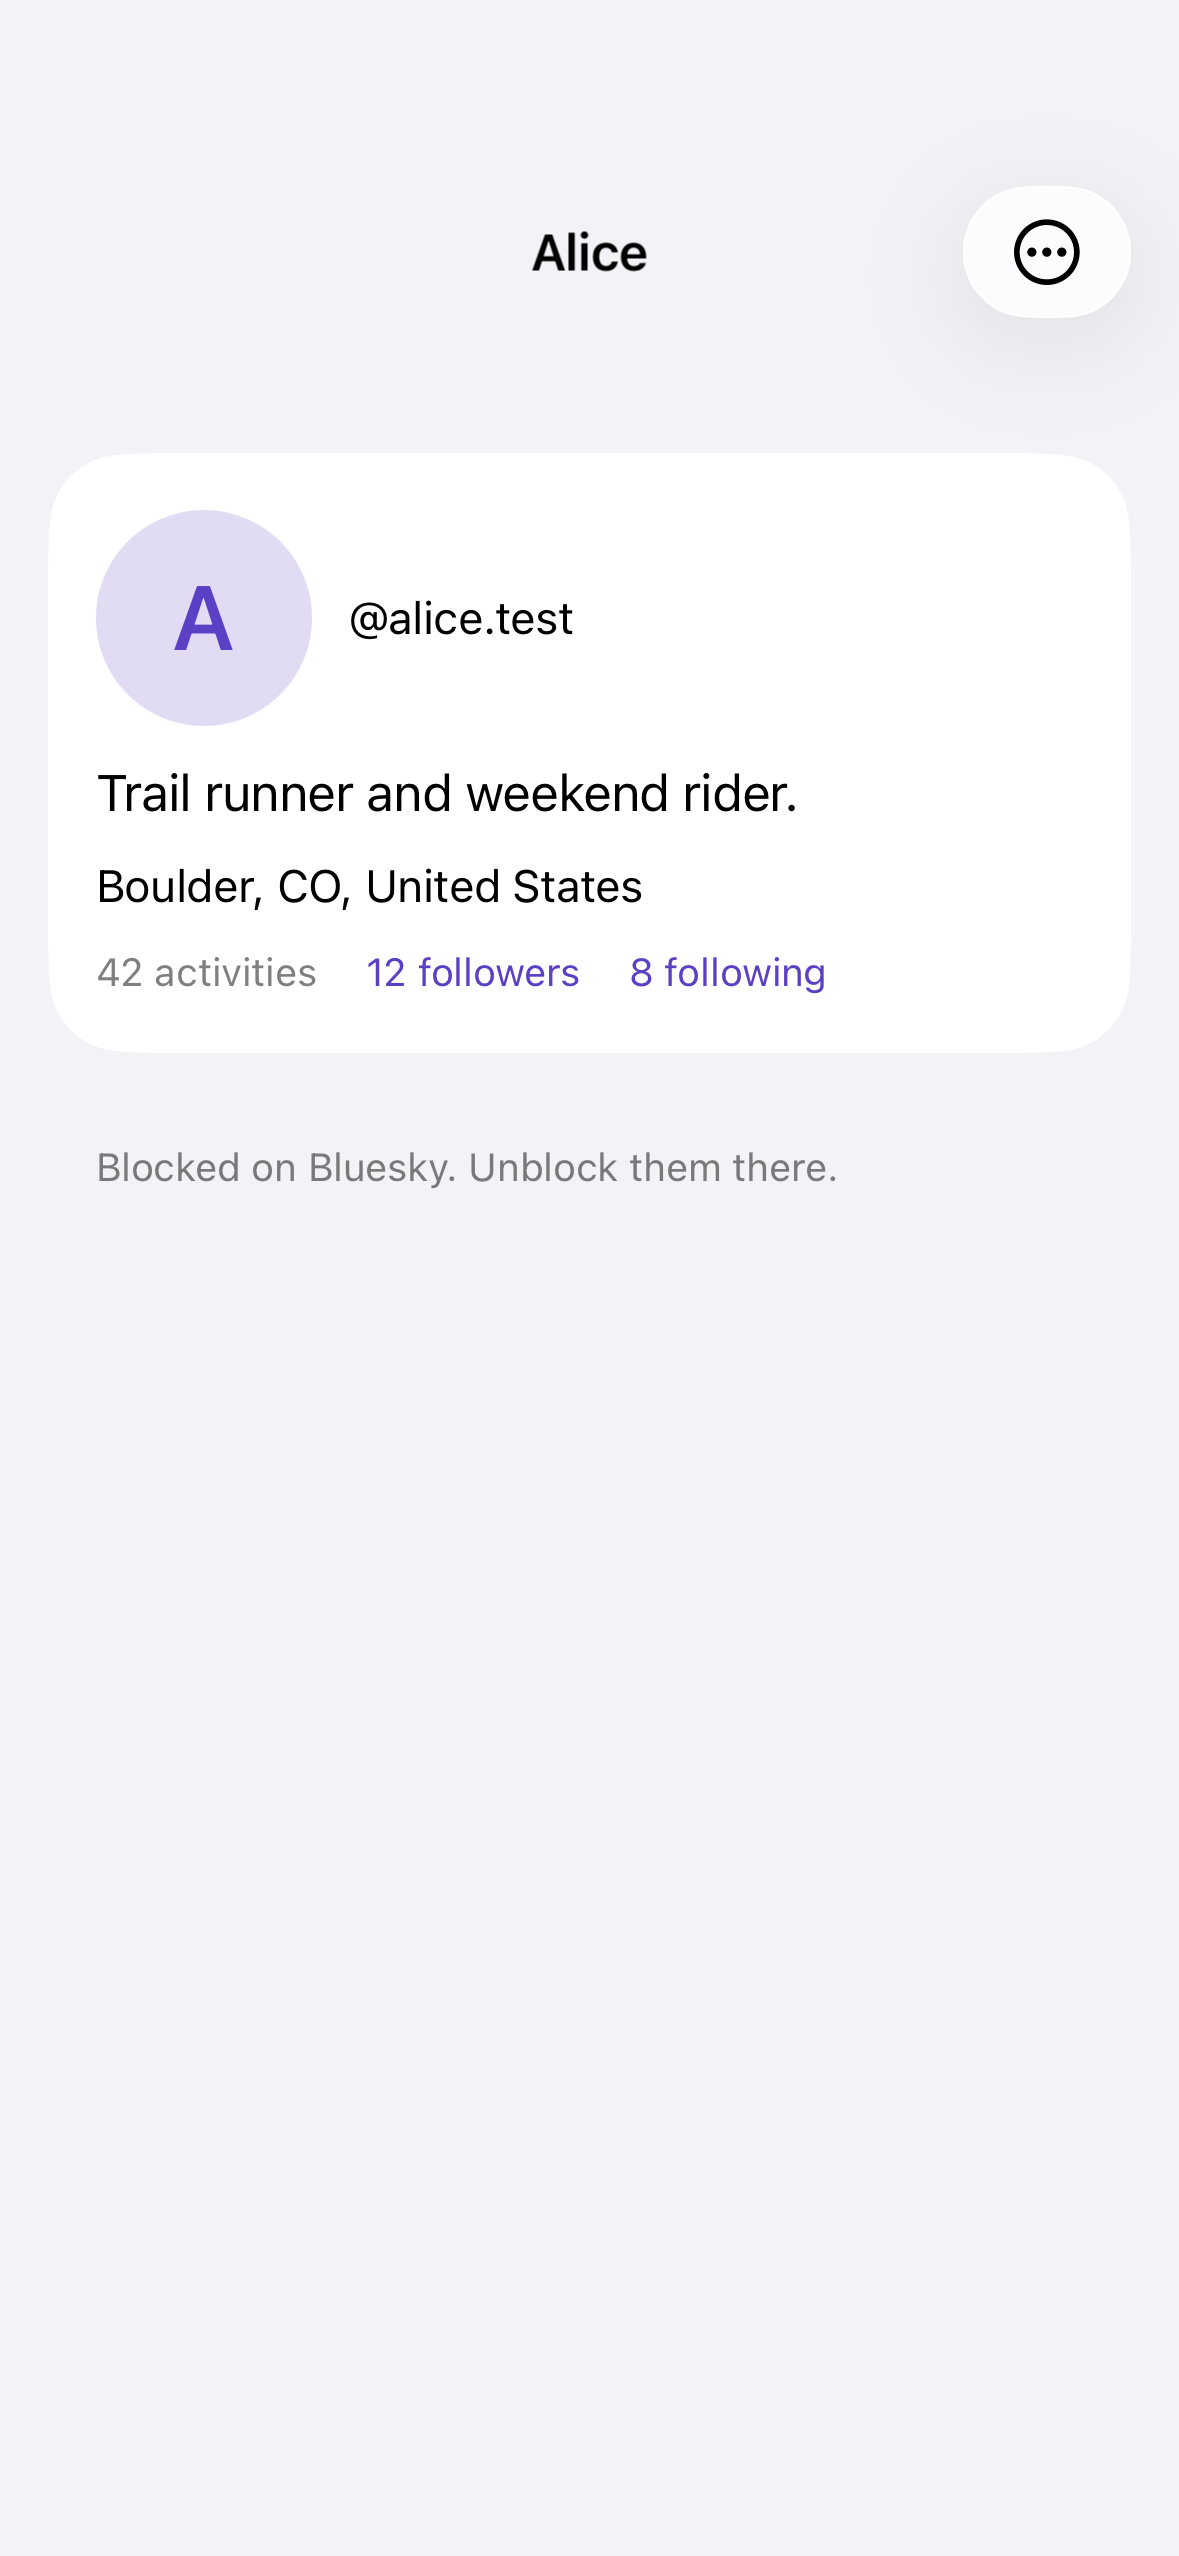 Alice
A
@alice.test
Trail runner and weekend rider.
Boulder, CO, United States
42 activities 12 followers 8 following
Blocked on Bluesky. Unblock them there.